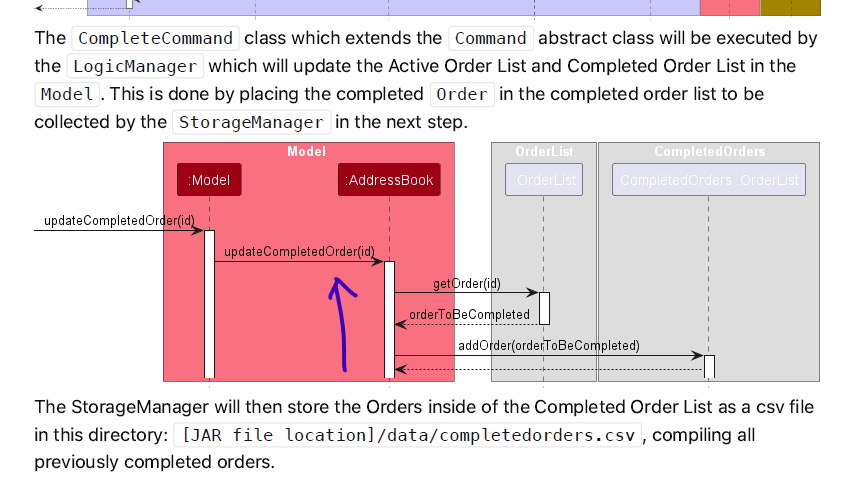 The CompleteCommand class which extends the Command abstract class will be executed by
the LogicManager which will update the Active Order List and Completed Order List in the
Model . This is done by placing the completed Order in the completed order list to be
collected by the StorageManager in the next step.
Model OrderList CompletedOrders
:Model :AddressBook :OrderList CompletedOrders :OrderList
updateCompletedOrder(id)
updateCompletedOrder(id)
getOrder(id)
orderToBeCompleted
addOrder(orderToBeCompleted)
The StorageManager will then store the Orders inside of the Completed Order List as a csv file
in this directory: [JAR file location]/data/completedorders.csv , compiling all
previously completed orders.